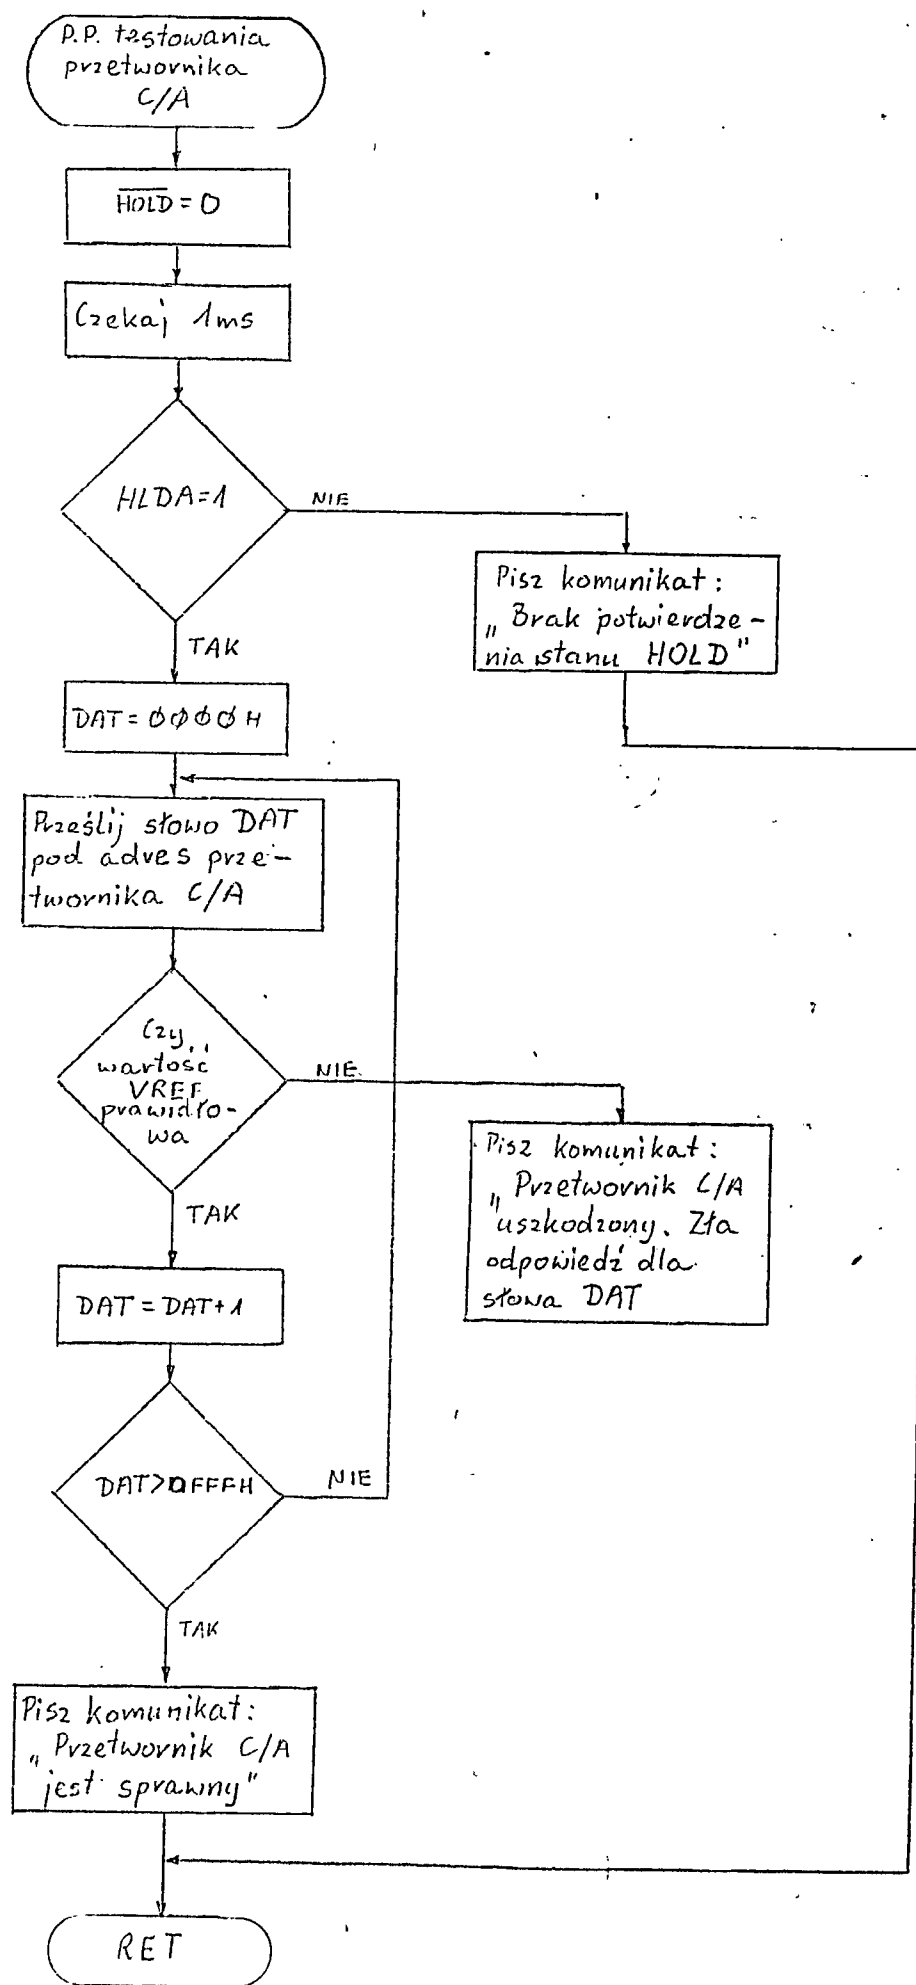 P.P. testowania
przetwornika
C/A
HOLD = 0
Czekaj 1ms
HLDA=1
NIE
Pisz komunikat:
„Brak potwierdze-
nia stanu HOLD"
TAK
DAT = 0000H
Prześlij słowo DAT
pod adres prze-
twornika C/A
Czy
wartość
VREF
prawidło-
wa
NIE
Pisz komunikat:
„Przetwornik C/A
uszkodzony. Zła
odpowiedź dla
słowa DAT
TAK
DAT = DAT+1
DAT>0FFFH
NIE
TAK
Pisz komunikat:
„Przetwornik C/A
jest sprawny"
RET